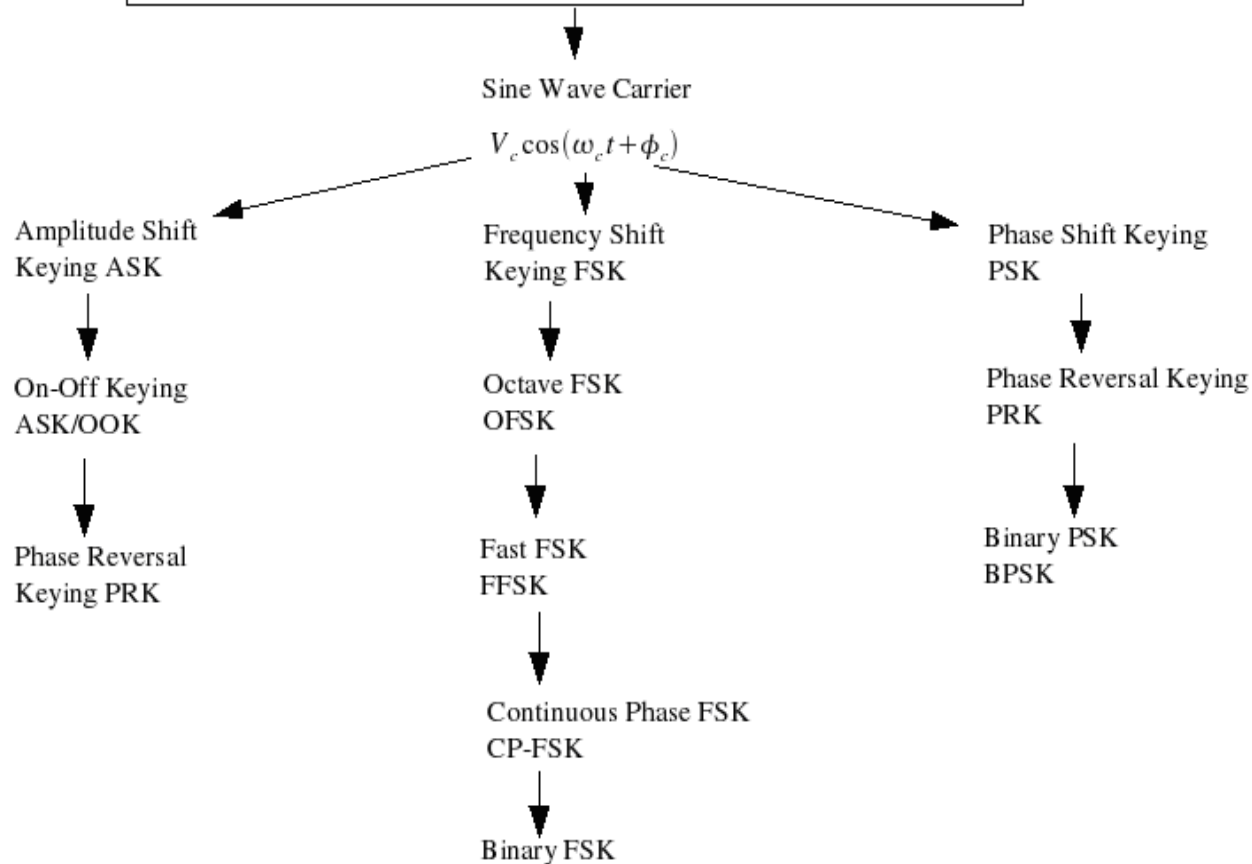 Sine Wave Carrier
V_c cos(ω_c t+ϕ_c)
Amplitude Shift
Keying ASK
Frequency Shift
Keying FSK
Phase Shift Keying
PSK
On-Off Keying
ASK/OOK
Octave FSK
OFSK
Phase Reversal Keying
PRK
Phase Reversal
Keying PRK
Fast FSK
FFSK
Binary PSK
BPSK
Continuous Phase FSK
CP-FSK
Binary FSK